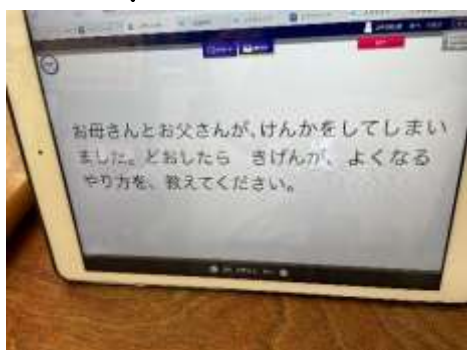 お母さんとお父さんが、けんかをしてしまい
ました。どおしたら　きげんが、よくなる
やり方を、教えてください。